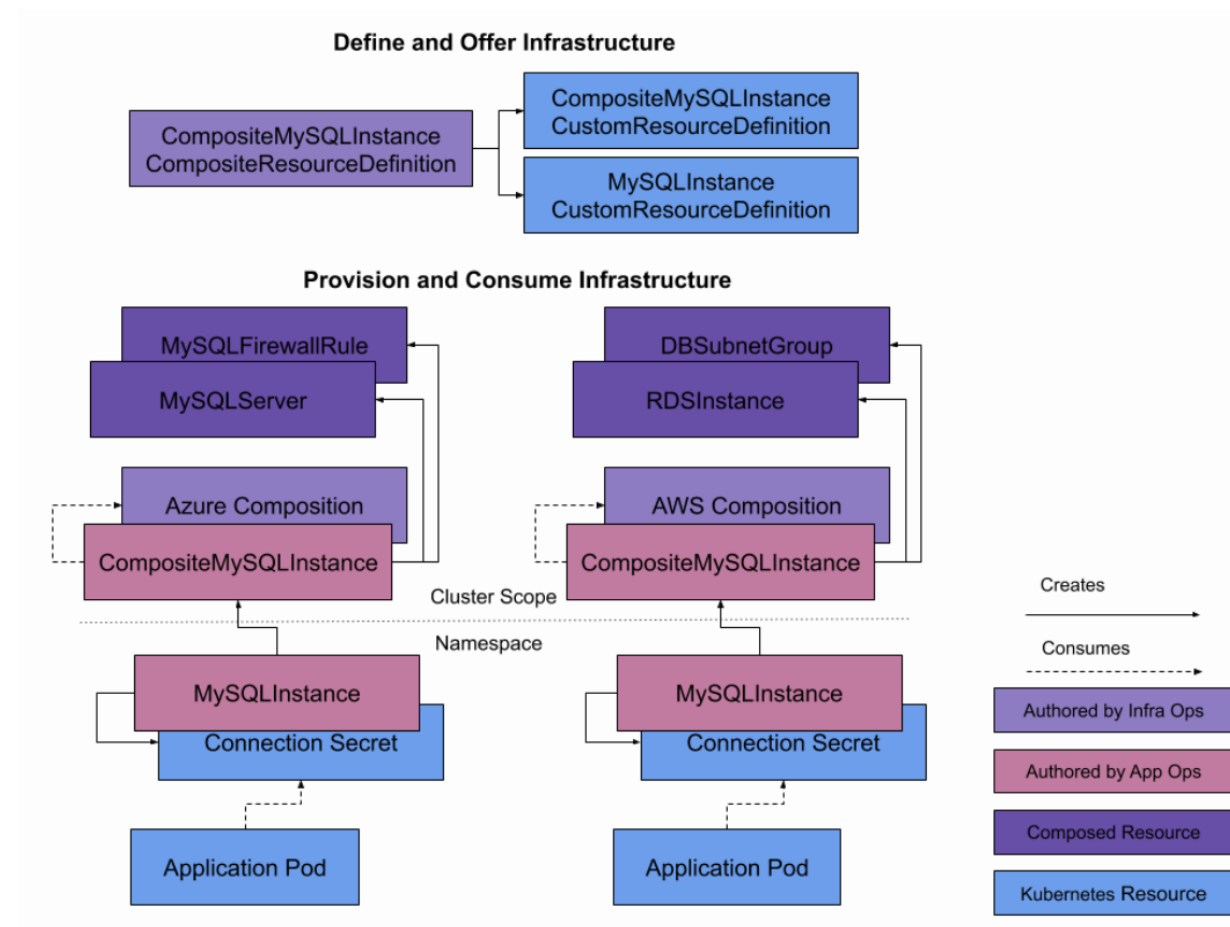 Define and Offer Infrastructure
CompositeMySQLInstance
CompositeResourceDefinition
CompositeMySQLInstance
CustomResourceDefinition
MySQLInstance
CustomResourceDefinition
Provision and Consume Infrastructure
MySQLFirewallRule
MySQLServer
Azure Composition
CompositeMySQLInstance
DBSubnetGroup
RDSInstance
AWS Composition
CompositeMySQLInstance
Cluster Scope
Namespace
MySQLInstance
Connection Secret
Application Pod
MySQLInstance
Connection Secret
Application Pod
Creates
Consumes
Authored by Infra Ops
Authored by App Ops
Composed Resource
Kubernetes Resource